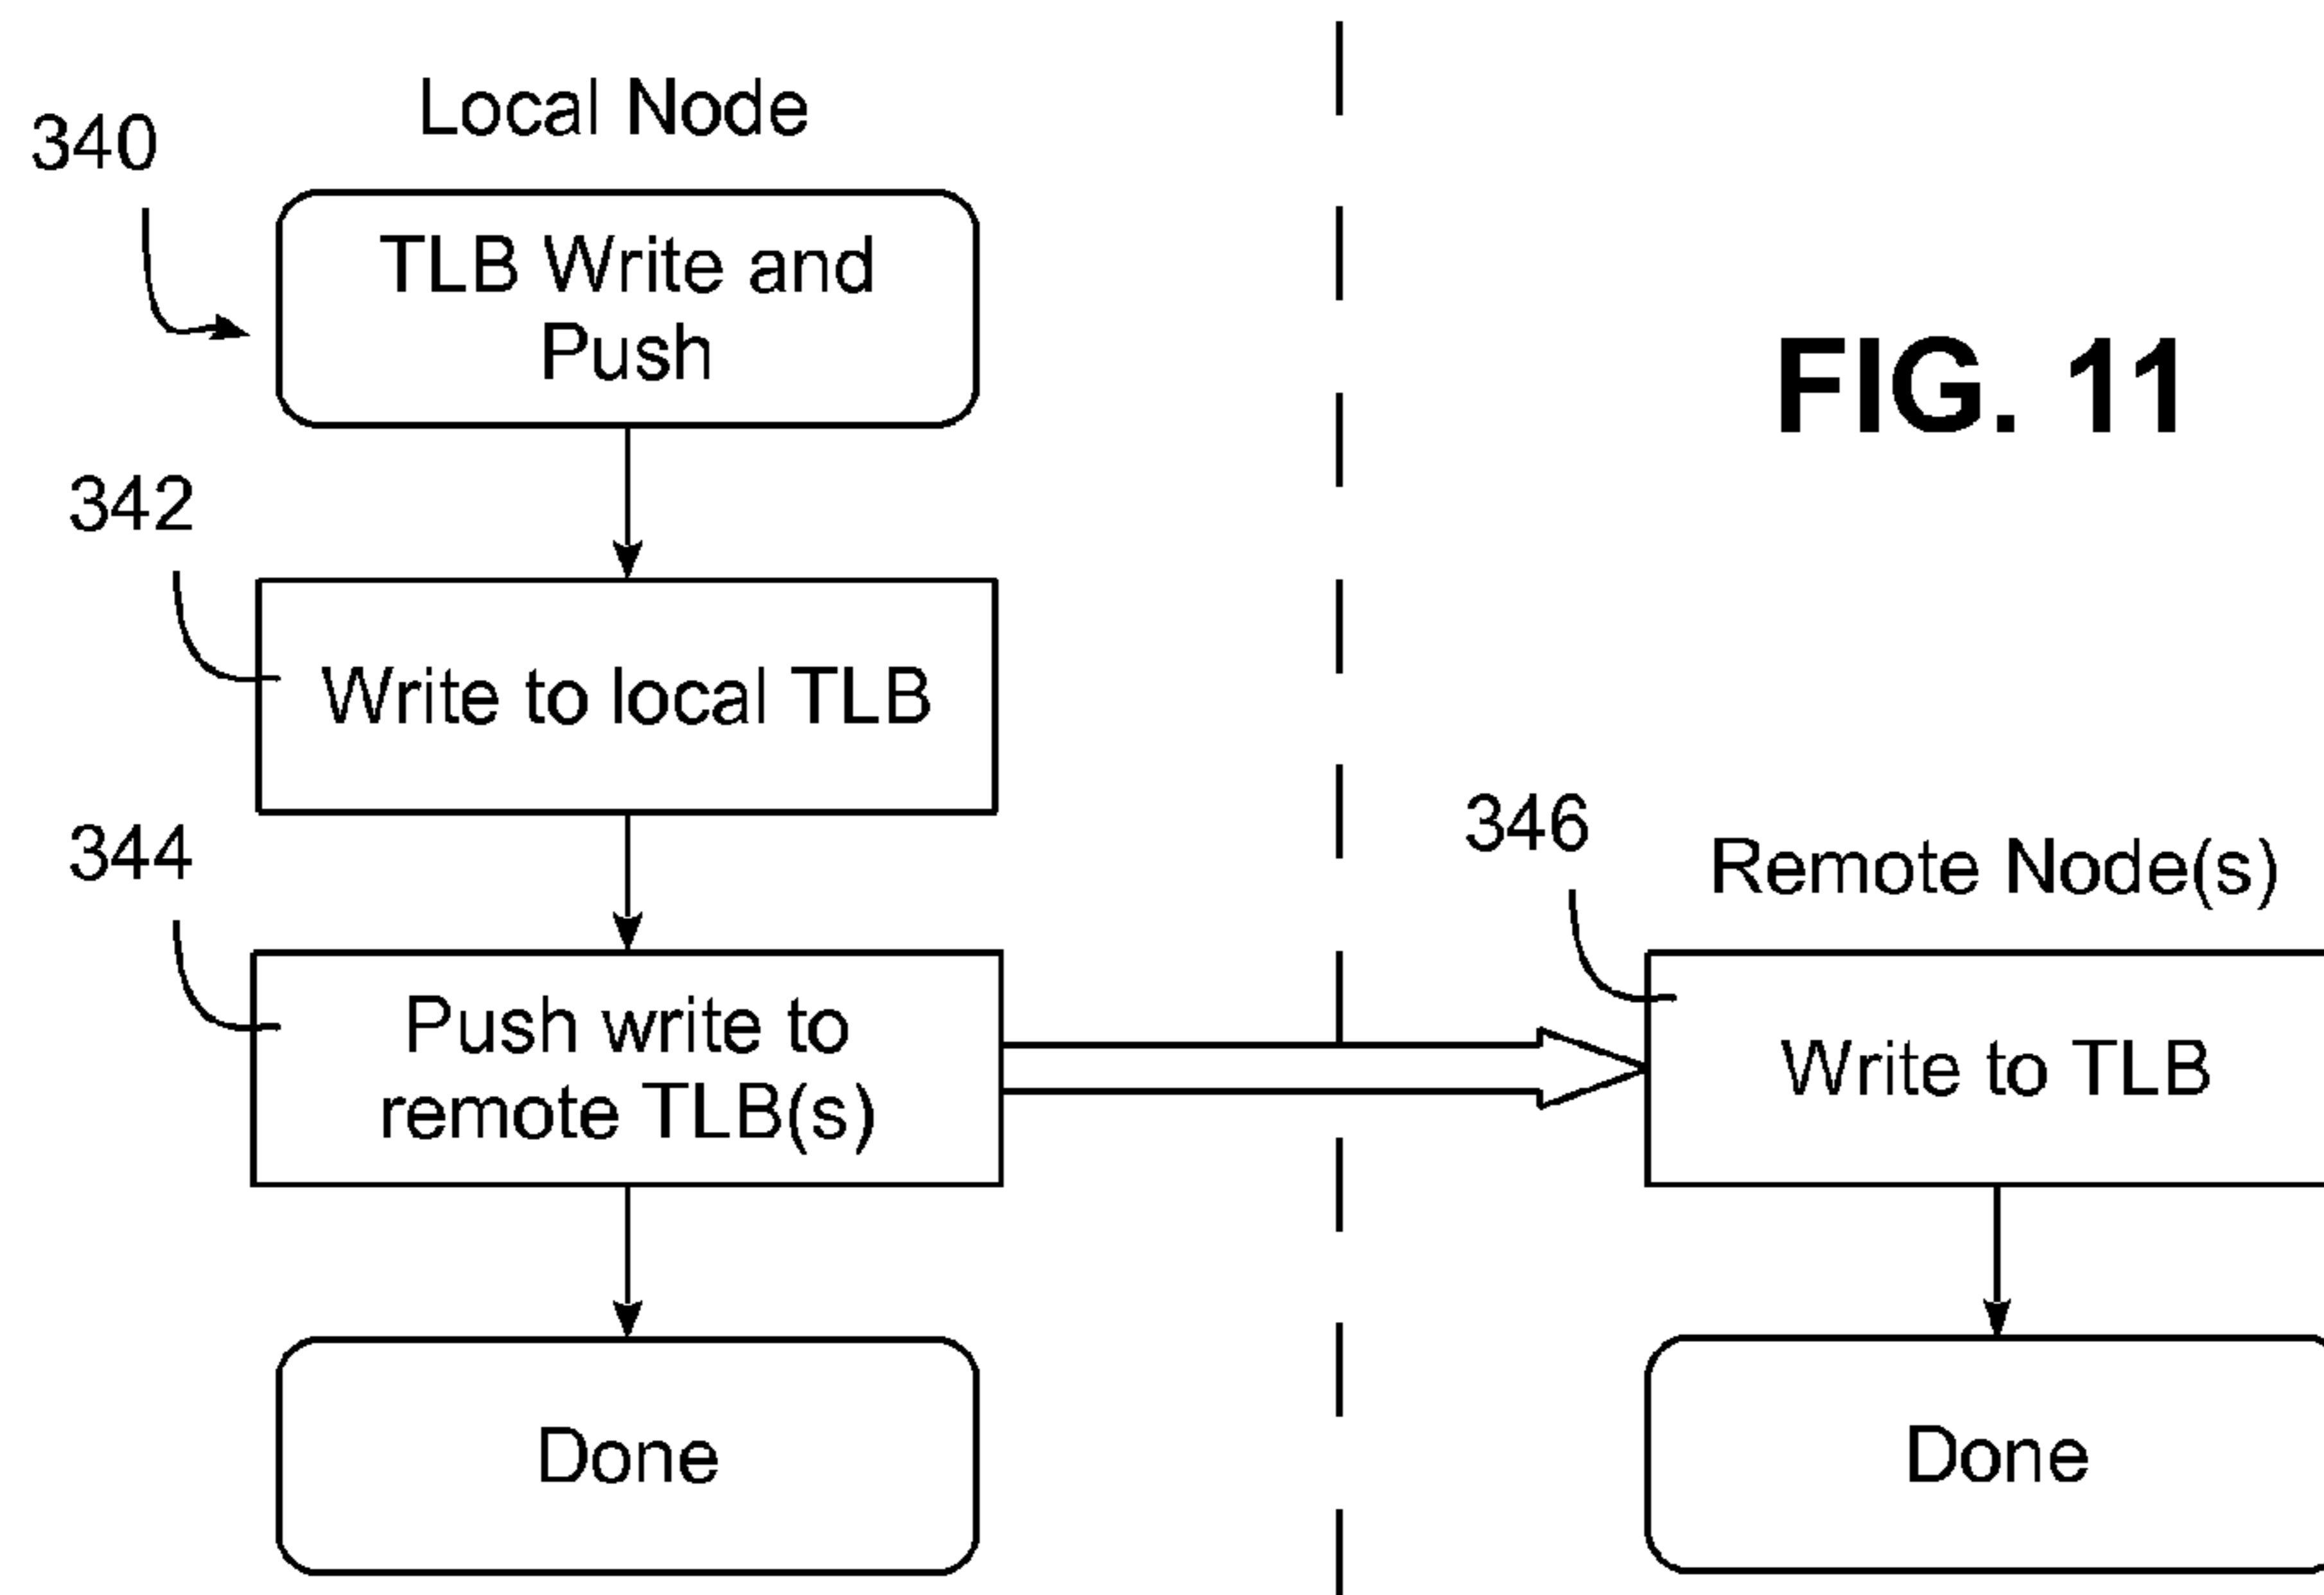 Local Node
340
TLB Write and
Push
FIG. 11
342
Write to local TLB
344
Push write to
remote TLB(s)
346
Remote Node(s)
Write to TLB
Done
Done